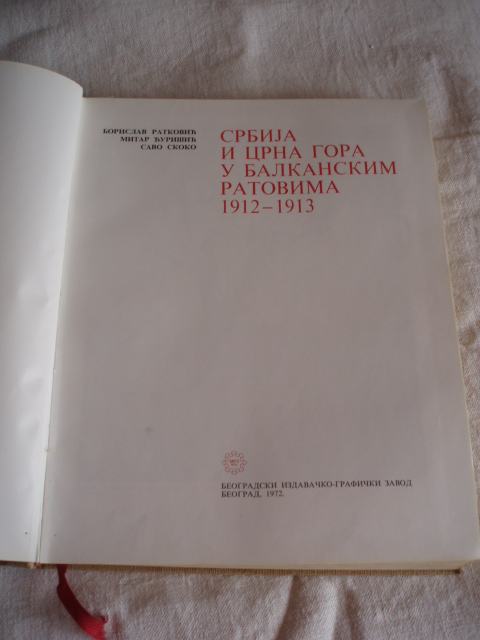 БОРИСЛАВ РАТКОВИЋ
МИТАР ЂУРИШИЋ
САВО СКОКО
СРБИЈА
И ЦРНА ГОРА
У БАЛКАНСКИМ
РАТОВИМА
1912–1913
БЕОГРАДСКИ ИЗДАВАЧКО-ГРАФИЧКИ ЗАВОД
БЕОГРАД, 1972.